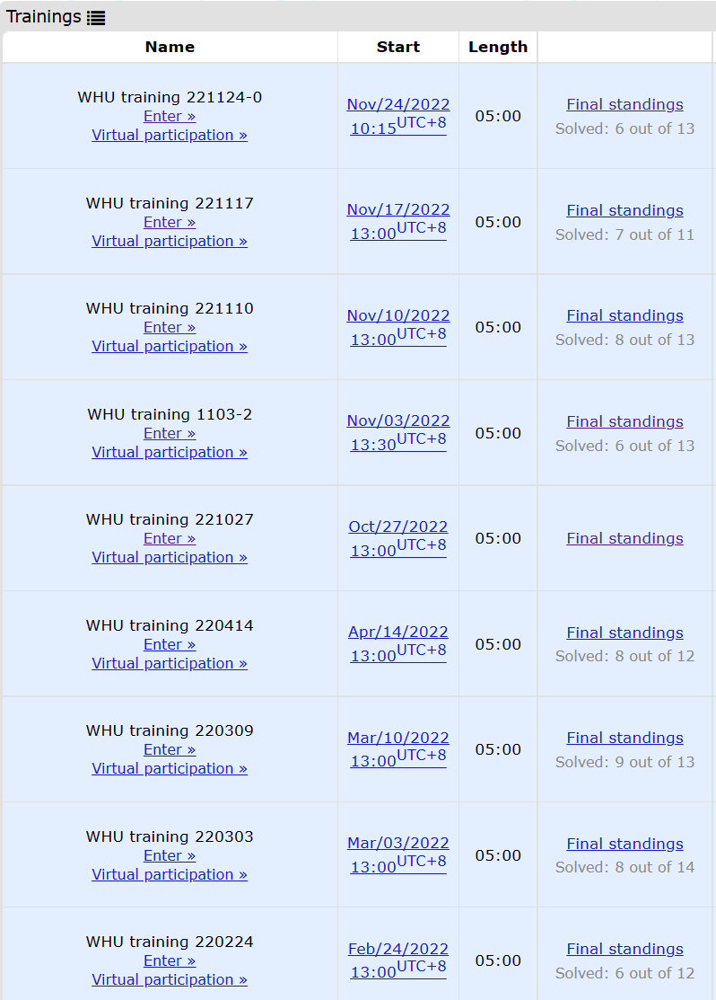 Trainings
Name Start Length
WHU training 221124-0
Enter »
Virtual participation »
Nov/24/2022
10:15UTC+8
05:00
Final standings
Solved: 6 out of 13
WHU training 221117
Enter »
Virtual participation »
Nov/17/2022
13:00UTC+8
05:00
Final standings
Solved: 7 out of 11
WHU training 221110
Enter »
Virtual participation »
Nov/10/2022
13:00UTC+8
05:00
Final standings
Solved: 8 out of 13
WHU training 1103-2
Enter »
Virtual participation »
Nov/03/2022
13:30UTC+8
05:00
Final standings
Solved: 6 out of 13
WHU training 221027
Enter »
Virtual participation »
Oct/27/2022
13:00UTC+8
05:00
Final standings
WHU training 220414
Enter »
Virtual participation »
Apr/14/2022
13:00UTC+8
05:00
Final standings
Solved: 8 out of 12
WHU training 220309
Enter »
Virtual participation »
Mar/10/2022
13:00UTC+8
05:00
Final standings
Solved: 9 out of 13
WHU training 220303
Enter »
Virtual participation »
Mar/03/2022
13:00UTC+8
05:00
Final standings
Solved: 8 out of 14
WHU training 220224
Enter »
Virtual participation »
Feb/24/2022
13:00UTC+8
05:00
Final standings
Solved: 6 out of 12